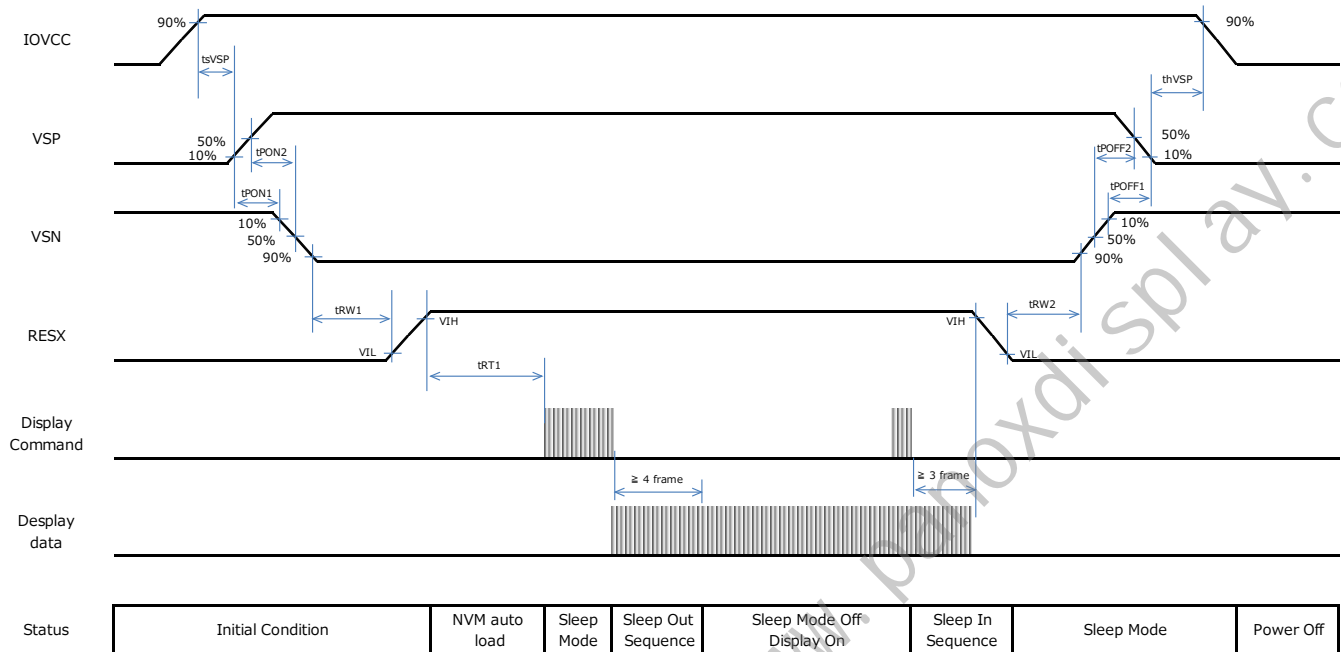 IOVCC
90%
90%
tsVSP
thVSP
VSP
50%
10%
tPON2
50%
10%
tPOFF2
tPON1
tPOFF1
VSN
10%
50%
90%
10%
50%
90%
tRW1
tRW2
RESX
VIH
VIL
VIH
VIL
tRT1
Display
Command
≧ 4 frame
≧ 3 frame
Desplay
data
Status
Initial Condition
NVM auto
load
Sleep
Mode
Sleep Out
Sequence
Sleep Mode Off
Display On
Sleep In
Sequence
Sleep Mode
Power Off
www.panoxdisplay.c